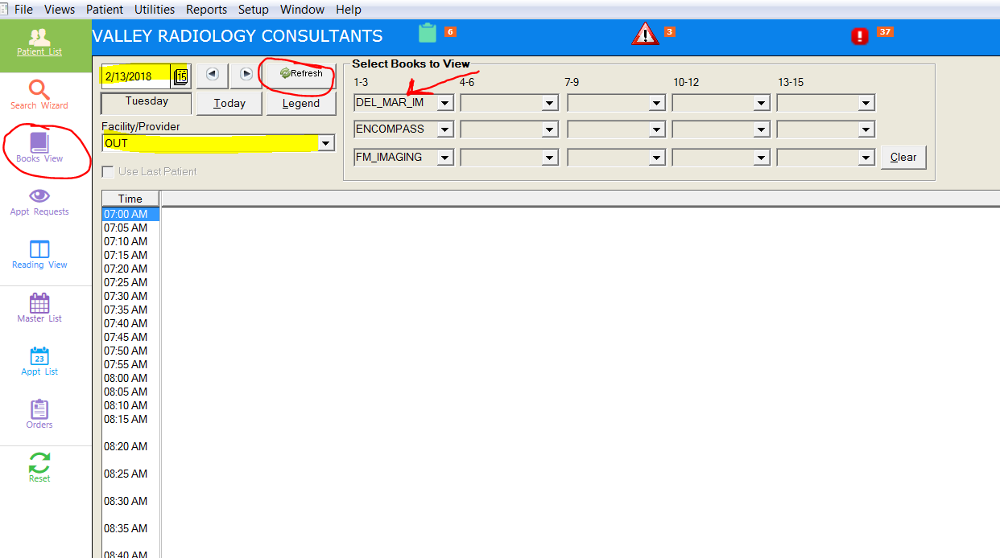 File Views Patient Utilities Reports Setup Window Help
Patient List
VALLEY RADIOLOGY CONSULTANTS 6 3 37
Search Wizard
Books View
Appt Requests
Reading View
Master List
23
Appt List
Orders
Reset
2/13/2018 15 Refresh
Tuesday Today Legend
Facility/Provider
OUT
Use Last Patient
Select Books to View
1-3 4-6 7-9 10-12 13-15
DEL_MAR_IM
ENCOMPASS
FM_IMAGING Clear
Time
07:00 AM
07:05 AM
07:10 AM
07:15 AM
07:20 AM
07:25 AM
07:30 AM
07:35 AM
07:40 AM
07:45 AM
07:50 AM
07:55 AM
08:00 AM
08:05 AM
08:10 AM
08:15 AM
08:20 AM
08:25 AM
08:30 AM
08:35 AM
08:40 AM